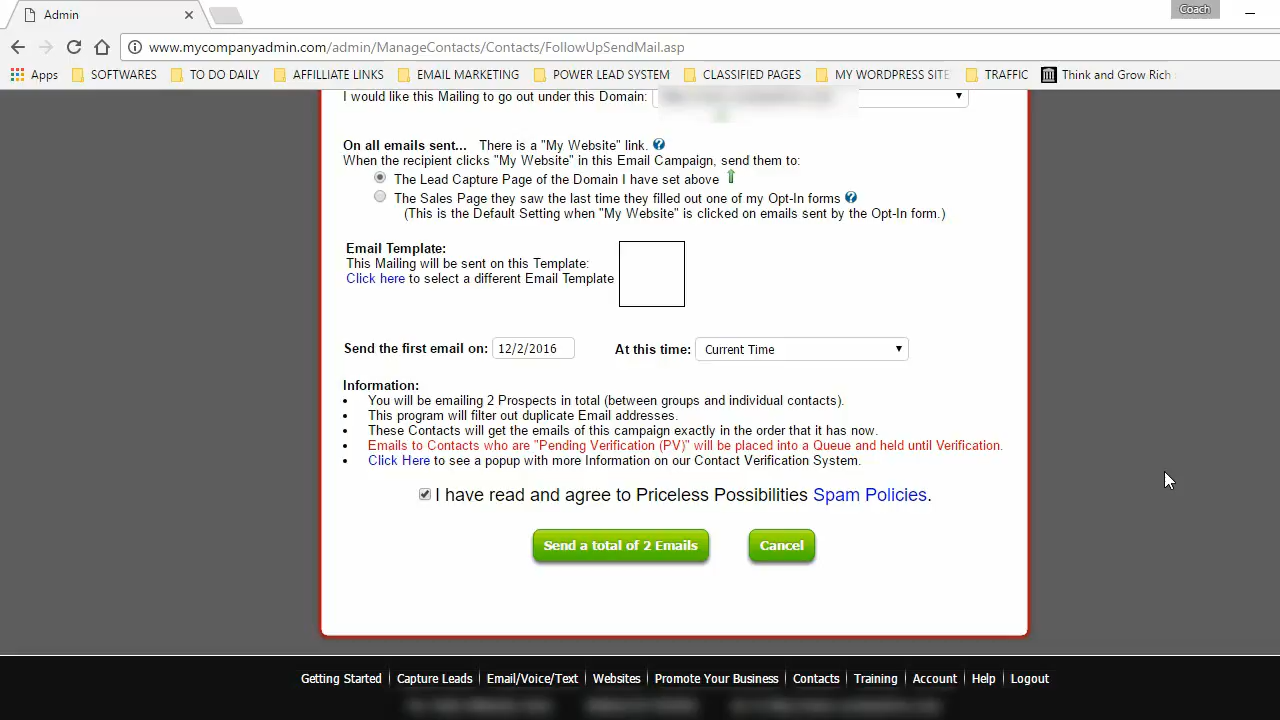 Admin
Coach
www.mycompanyadmin.com/admin/ManageContacts/Contacts/FollowUpSendMail.asp
Apps SOFTWARES TO DO DAILY AFFILLIATE LINKS EMAIL MARKETING POWER LEAD SYSTEM CLASSIFIED PAGES MY WORDPRESS SITE TRAFFIC Think and Grow Rich
I would like this Mailing to go out under this Domain:
On all emails sent... There is a "My Website" link.
When the recipient clicks "My Website" in this Email Campaign, send them to:
The Lead Capture Page of the Domain I have set above
The Sales Page they saw the last time they filled out one of my Opt-In forms
(This is the Default Setting when "My Website" is clicked on emails sent by the Opt-In form.)
Email Template:
This Mailing will be sent on this Template:
Click here to select a different Email Template
Send the first email on: 12/2/2016 At this time: Current Time
Information:
• You will be emailing 2 Prospects in total (between groups and individual contacts).
• This program will filter out duplicate Email addresses.
• These Contacts will get the emails of this campaign exactly in the order that it has now.
• Emails to Contacts who are "Pending Verification (PV)" will be placed into a Queue and held until Verification.
• Click Here to see a popup with more Information on our Contact Verification System.
I have read and agree to Priceless Possibilities Spam Policies.
Send a total of 2 Emails Cancel
Getting Started Capture Leads Email/Voice/Text Websites Promote Your Business Contacts Training Account Help Logout